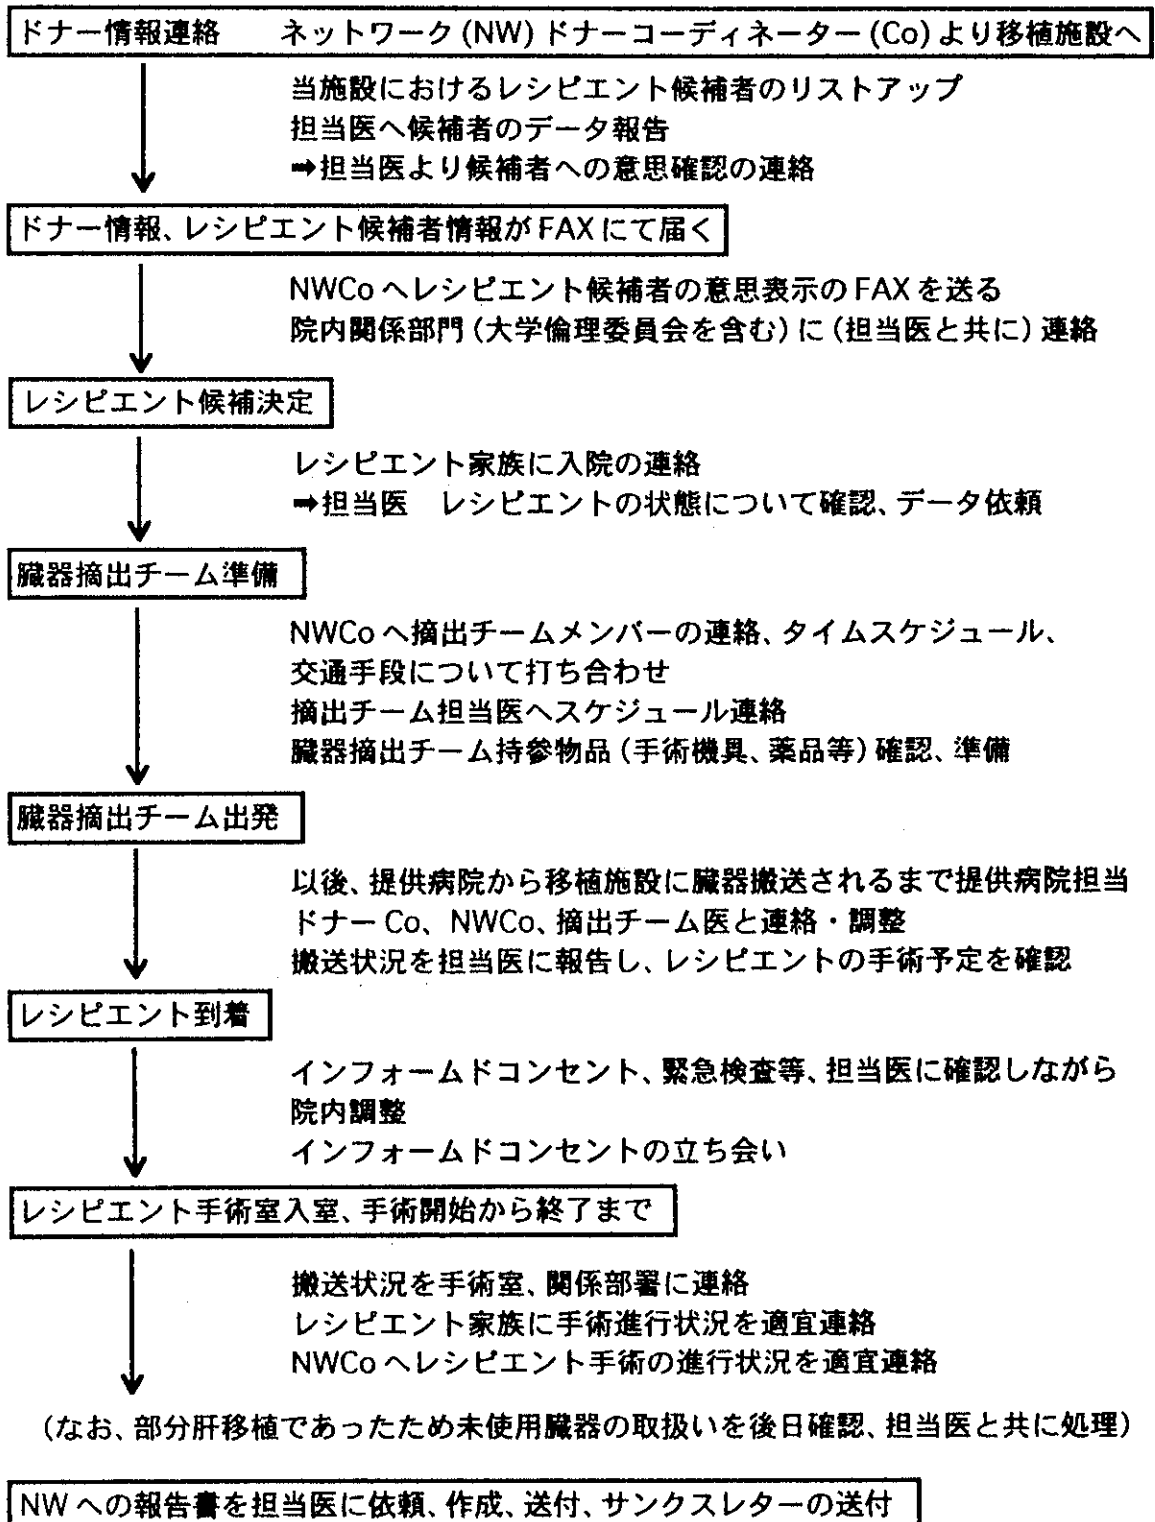 ドナー情報連絡　ネットワーク(NW)ドナーコーディネーター(Co)より移植施設へ
当施設におけるレシピエント候補者のリストアップ
担当医へ候補者のデータ報告
➡担当医より候補者への意思確認の連絡
ドナー情報、レシピエント候補者情報がFAXにて届く
NWCoへレシピエント候補者の意思表示のFAXを送る
院内関係部門(大学倫理委員会を含む)に(担当医と共に)連絡
レシピエント候補決定
レシピエント家族に入院の連絡
➡担当医　レシピエントの状態について確認、データ依頼
臓器摘出チーム準備
NWCoへ摘出チームメンバーの連絡、タイムスケジュール、
交通手段について打ち合わせ
摘出チーム担当医へスケジュール連絡
臓器摘出チーム持参物品(手術機具、薬品等)確認、準備
臓器摘出チーム出発
以後、提供病院から移植施設に臓器搬送されるまで提供病院担当
ドナーCo、NWCo、摘出チーム医と連絡・調整
搬送状況を担当医に報告し、レシピエントの手術予定を確認
レシピエント到着
インフォームドコンセント、緊急検査等、担当医に確認しながら
院内調整
インフォームドコンセントの立ち会い
レシピエント手術室入室、手術開始から終了まで
搬送状況を手術室、関係部署に連絡
レシピエント家族に手術進行状況を適宜連絡
NWCoへレシピエント手術の進行状況を適宜連絡
(なお、部分肝移植であったため未使用臓器の取扱いを後日確認、担当医と共に処理)
NWへの報告書を担当医に依頼、作成、送付、サンクスレターの送付